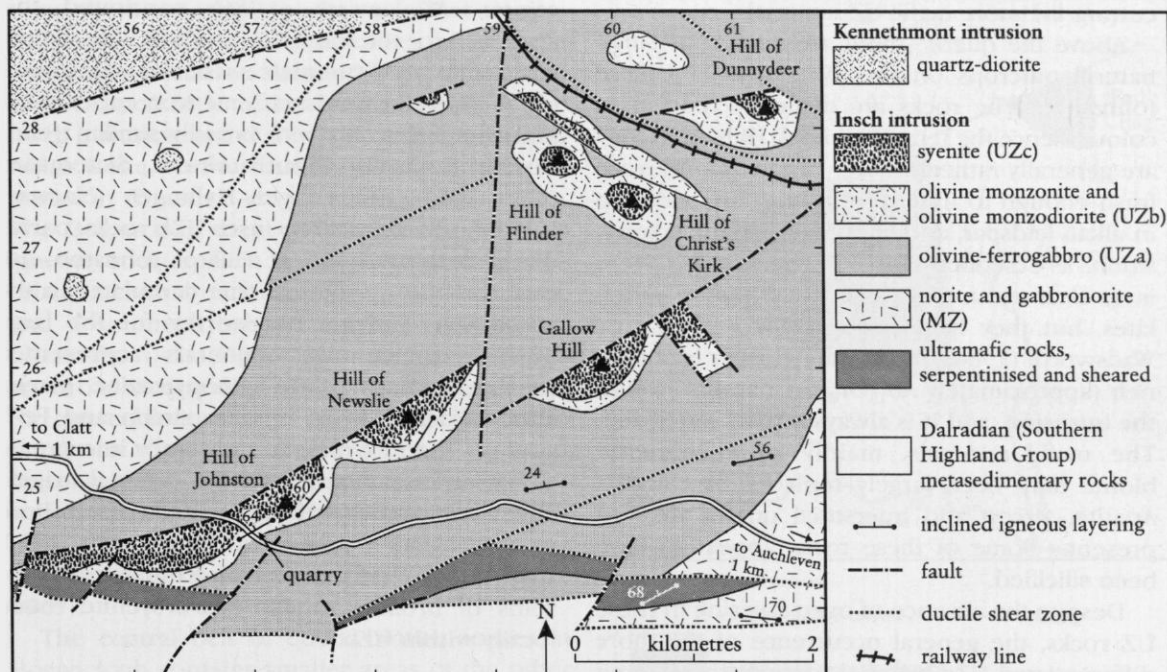 56 57 58 59 60 61
28
27
26
25
Hill of
Dunnydeer
Hill of
Flinder
Hill of
Christ's
Kirk
Gallow
Hill
Hill of
Newslie
Hill of
Johnston
to Clatt
1 km
24
56
60
quarry
to Auchleven
1 km
68
70
N
0 kilometres 1
Kennethmont intrusion
quartz-diorite
Insch intrusion
syenite (UZc)
olivine monzonite and
olivine monzodiorite (UZb)
olivine-ferrogabbro (UZa)
norite and gabbronorite
(MZ)
ultramafic rocks,
serpentinised and sheared
Dalradian (Southern
Highland Group)
metasedimentary rocks
inclined igneous layering
fault
ductile shear zone
railway line